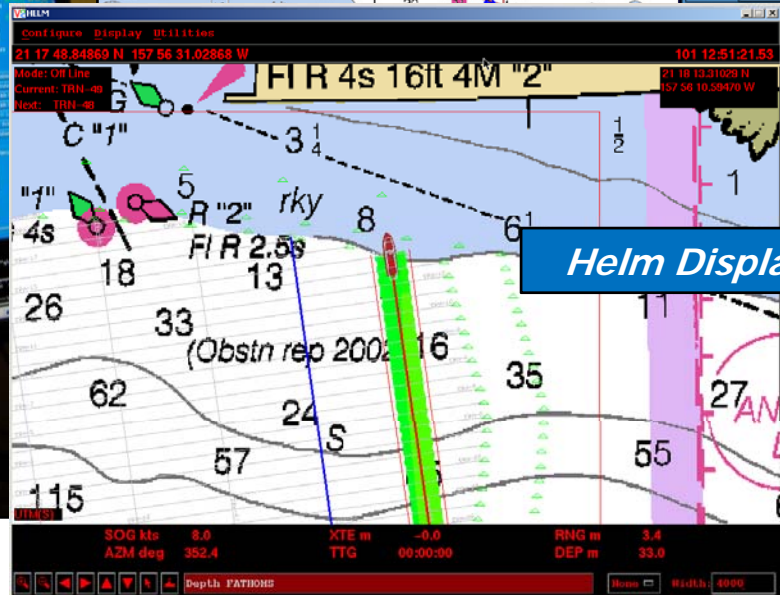 HELM
Configure Display Utilities
21 17 48.84869 N 157 56 31.02868 W
101 12:51:21.53
Mode: Off Line
Current: TRN-49
Next: TRN-48
21 18 13.31029 N
157 56 10.59470 W
Fl R 4s 16ft 4M "2"
G
C "1"
3 1/4
1/2
1
"1"
4s
5
R "2"
Fl R 2.5s
rky
8
6 1
Helm Displa
18
13
11
26
33
(Obstn rep 2002
16
35
62
24
S
27
AN
57
55
115
UTM(S)
SOG kts 8.0
XTE m -0.0
RNG m 3.4
AZM deg 352.4
TTG 00:00:00
DEP m 33.0
Depth FATHOMS
Home
Width: 4000